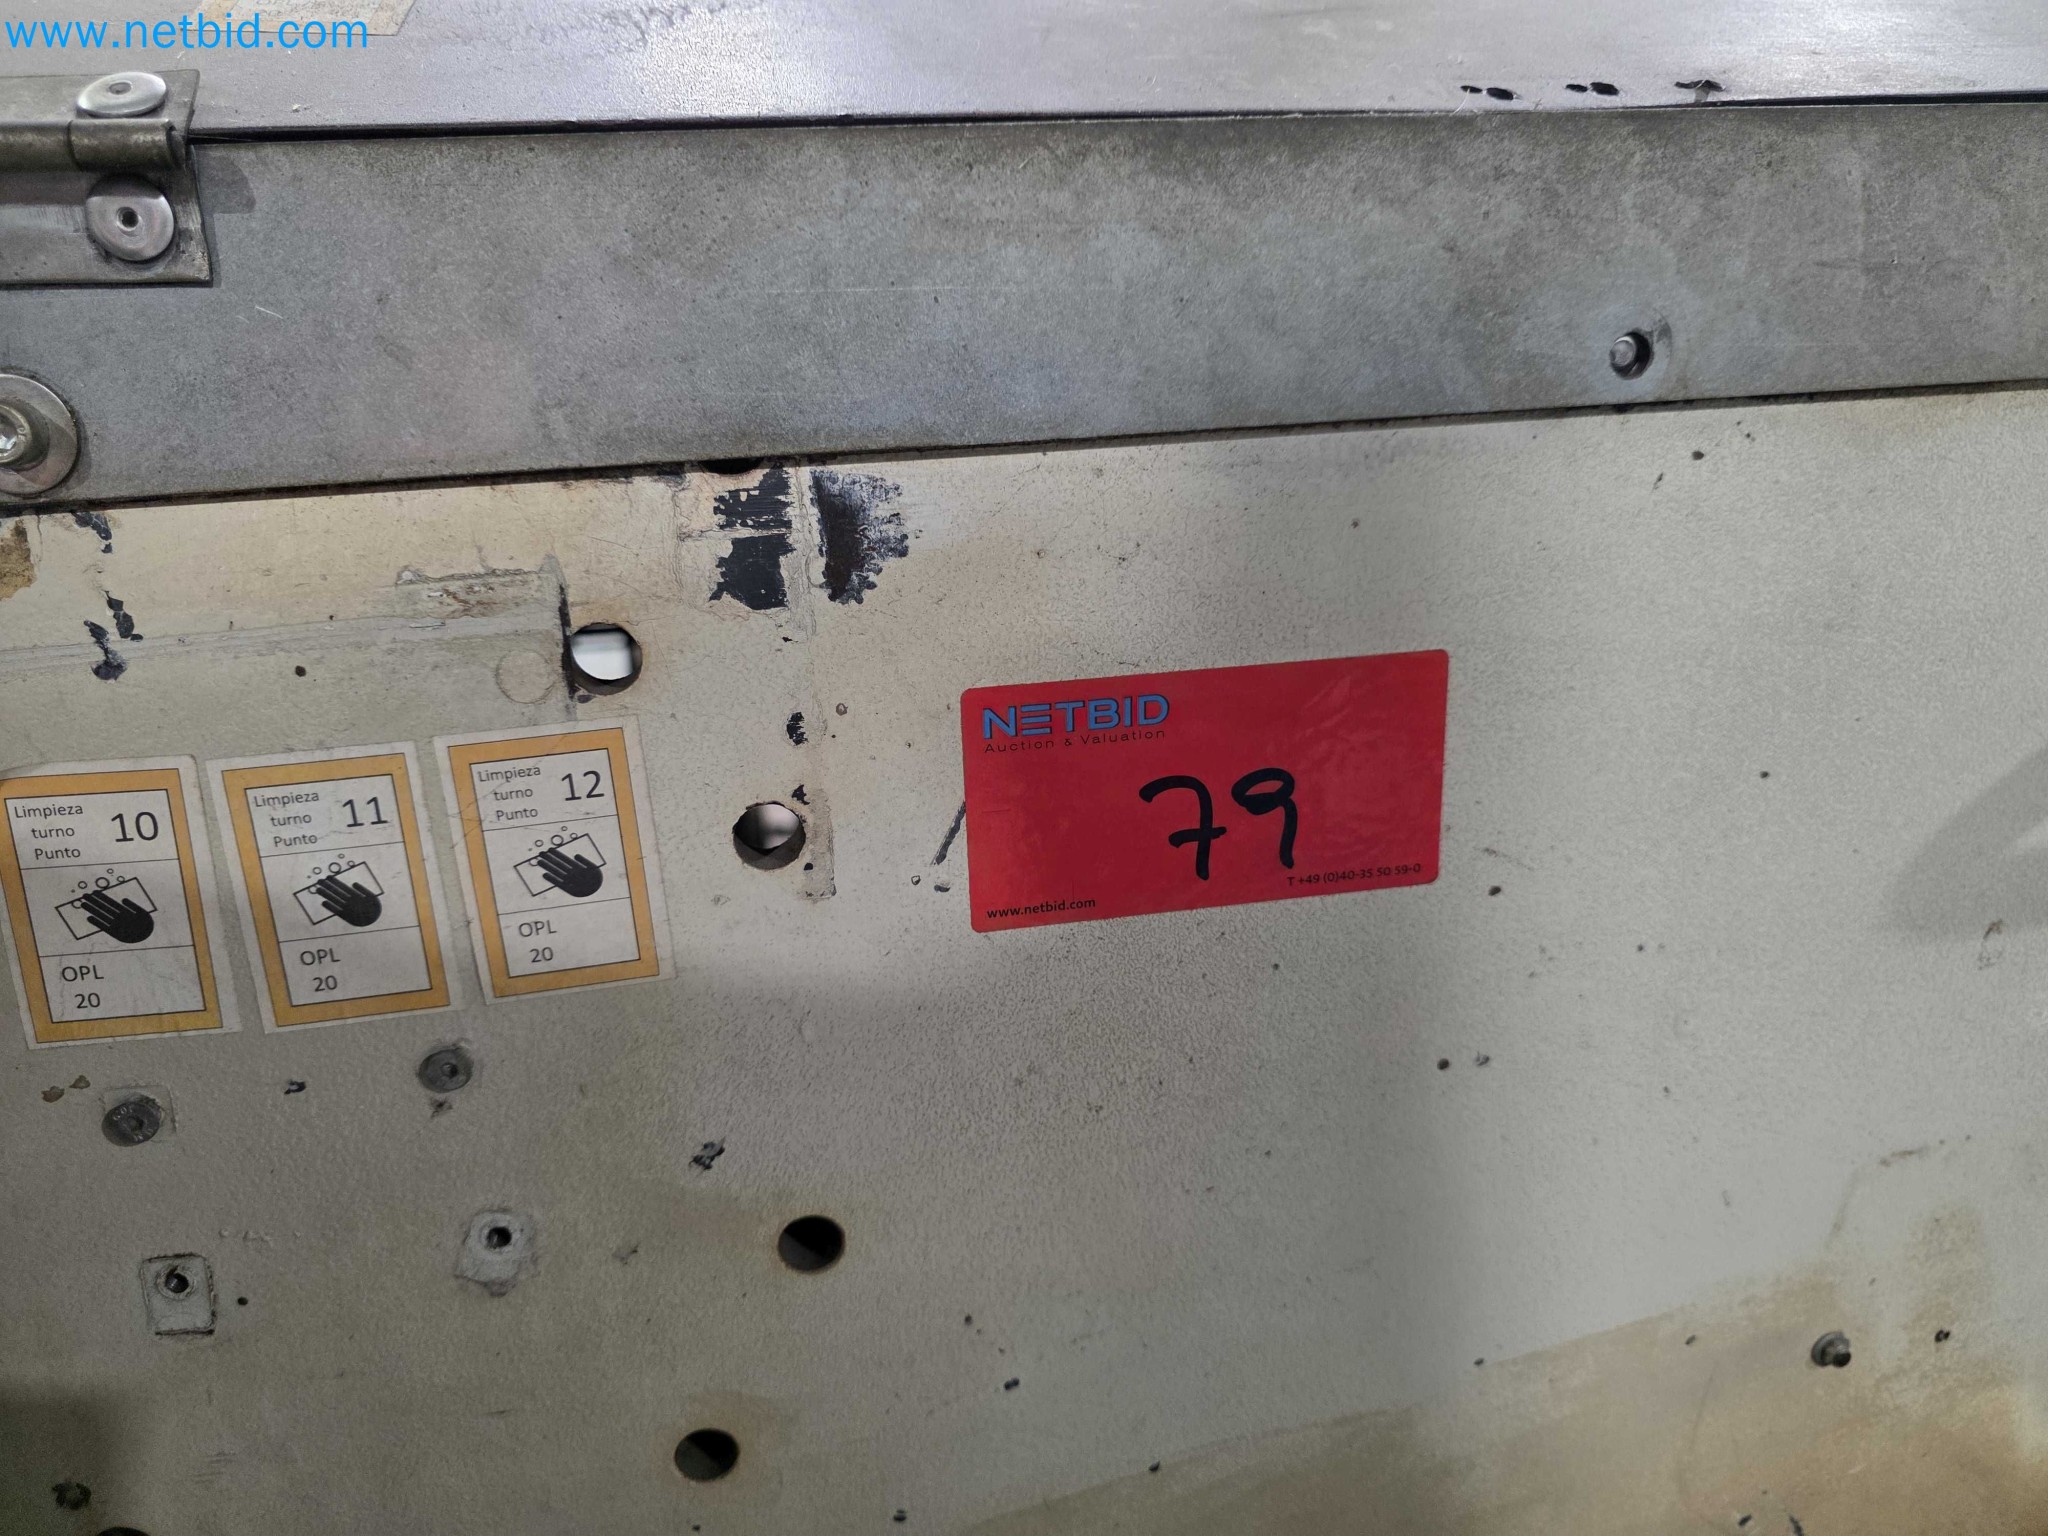 www.netbid.com
NETBID
Auction & Valuation
79
T +49 (0)40-35 50 59-0
www.netbid.com
Limpieza
turno
Punto
10
OPL
20
Limpieza
turno
Punto
11
OPL
20
Limpieza
turno
Punto
12
OPL
20